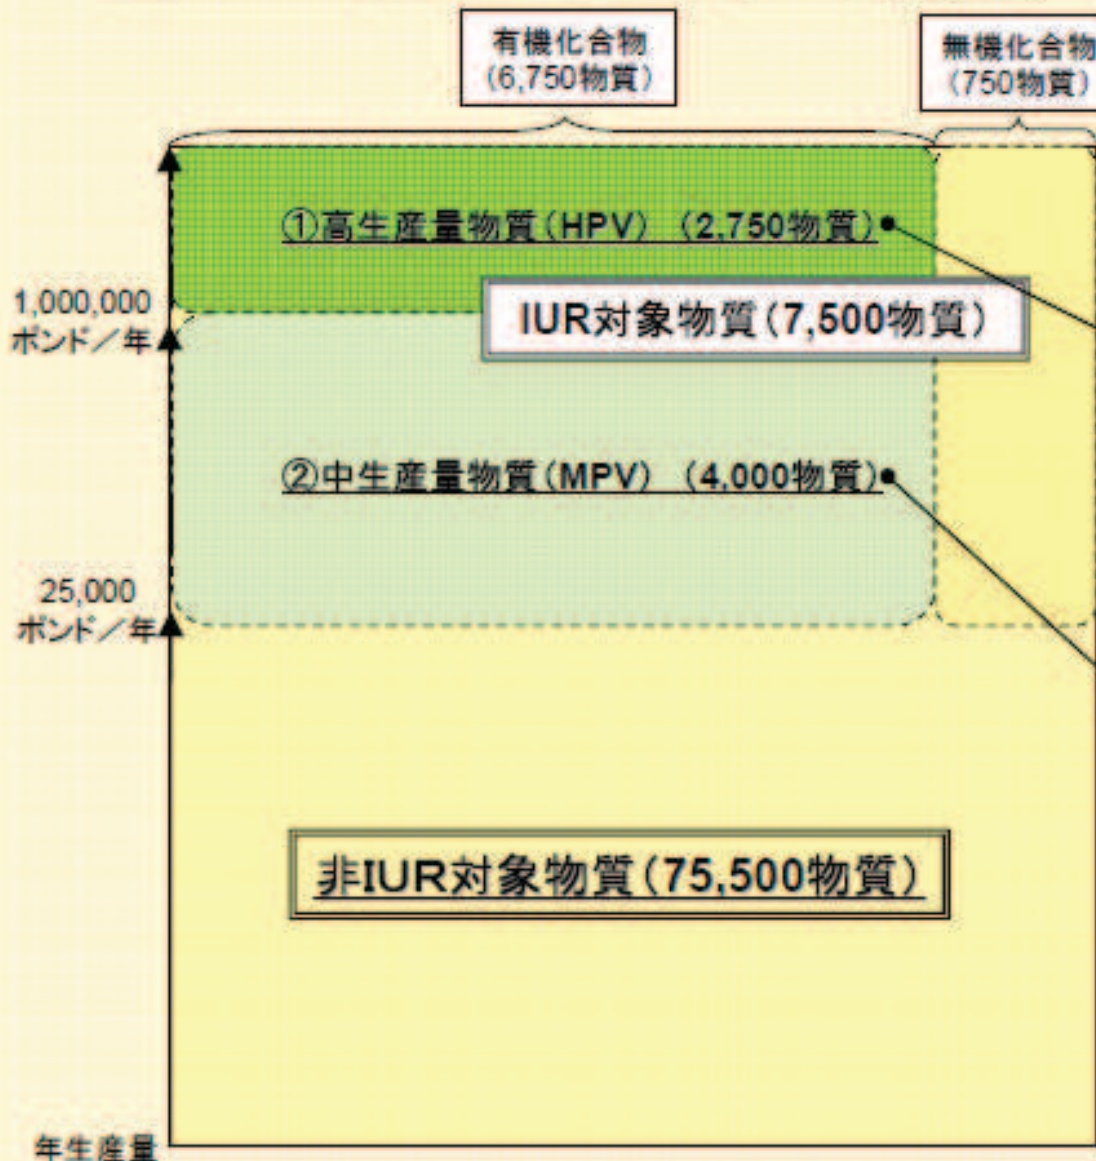 有機化合物
(6,750物質)
無機化合物
(750物質)
①高生産量物質(HPV) (2,750物質)
1,000,000
ポンド/年
IUR対象物質(7,500物質)
②中生産量物質(MPV) (4,000物質)
25,000
ポンド/年
非IUR対象物質(75,500物質)
年生産量